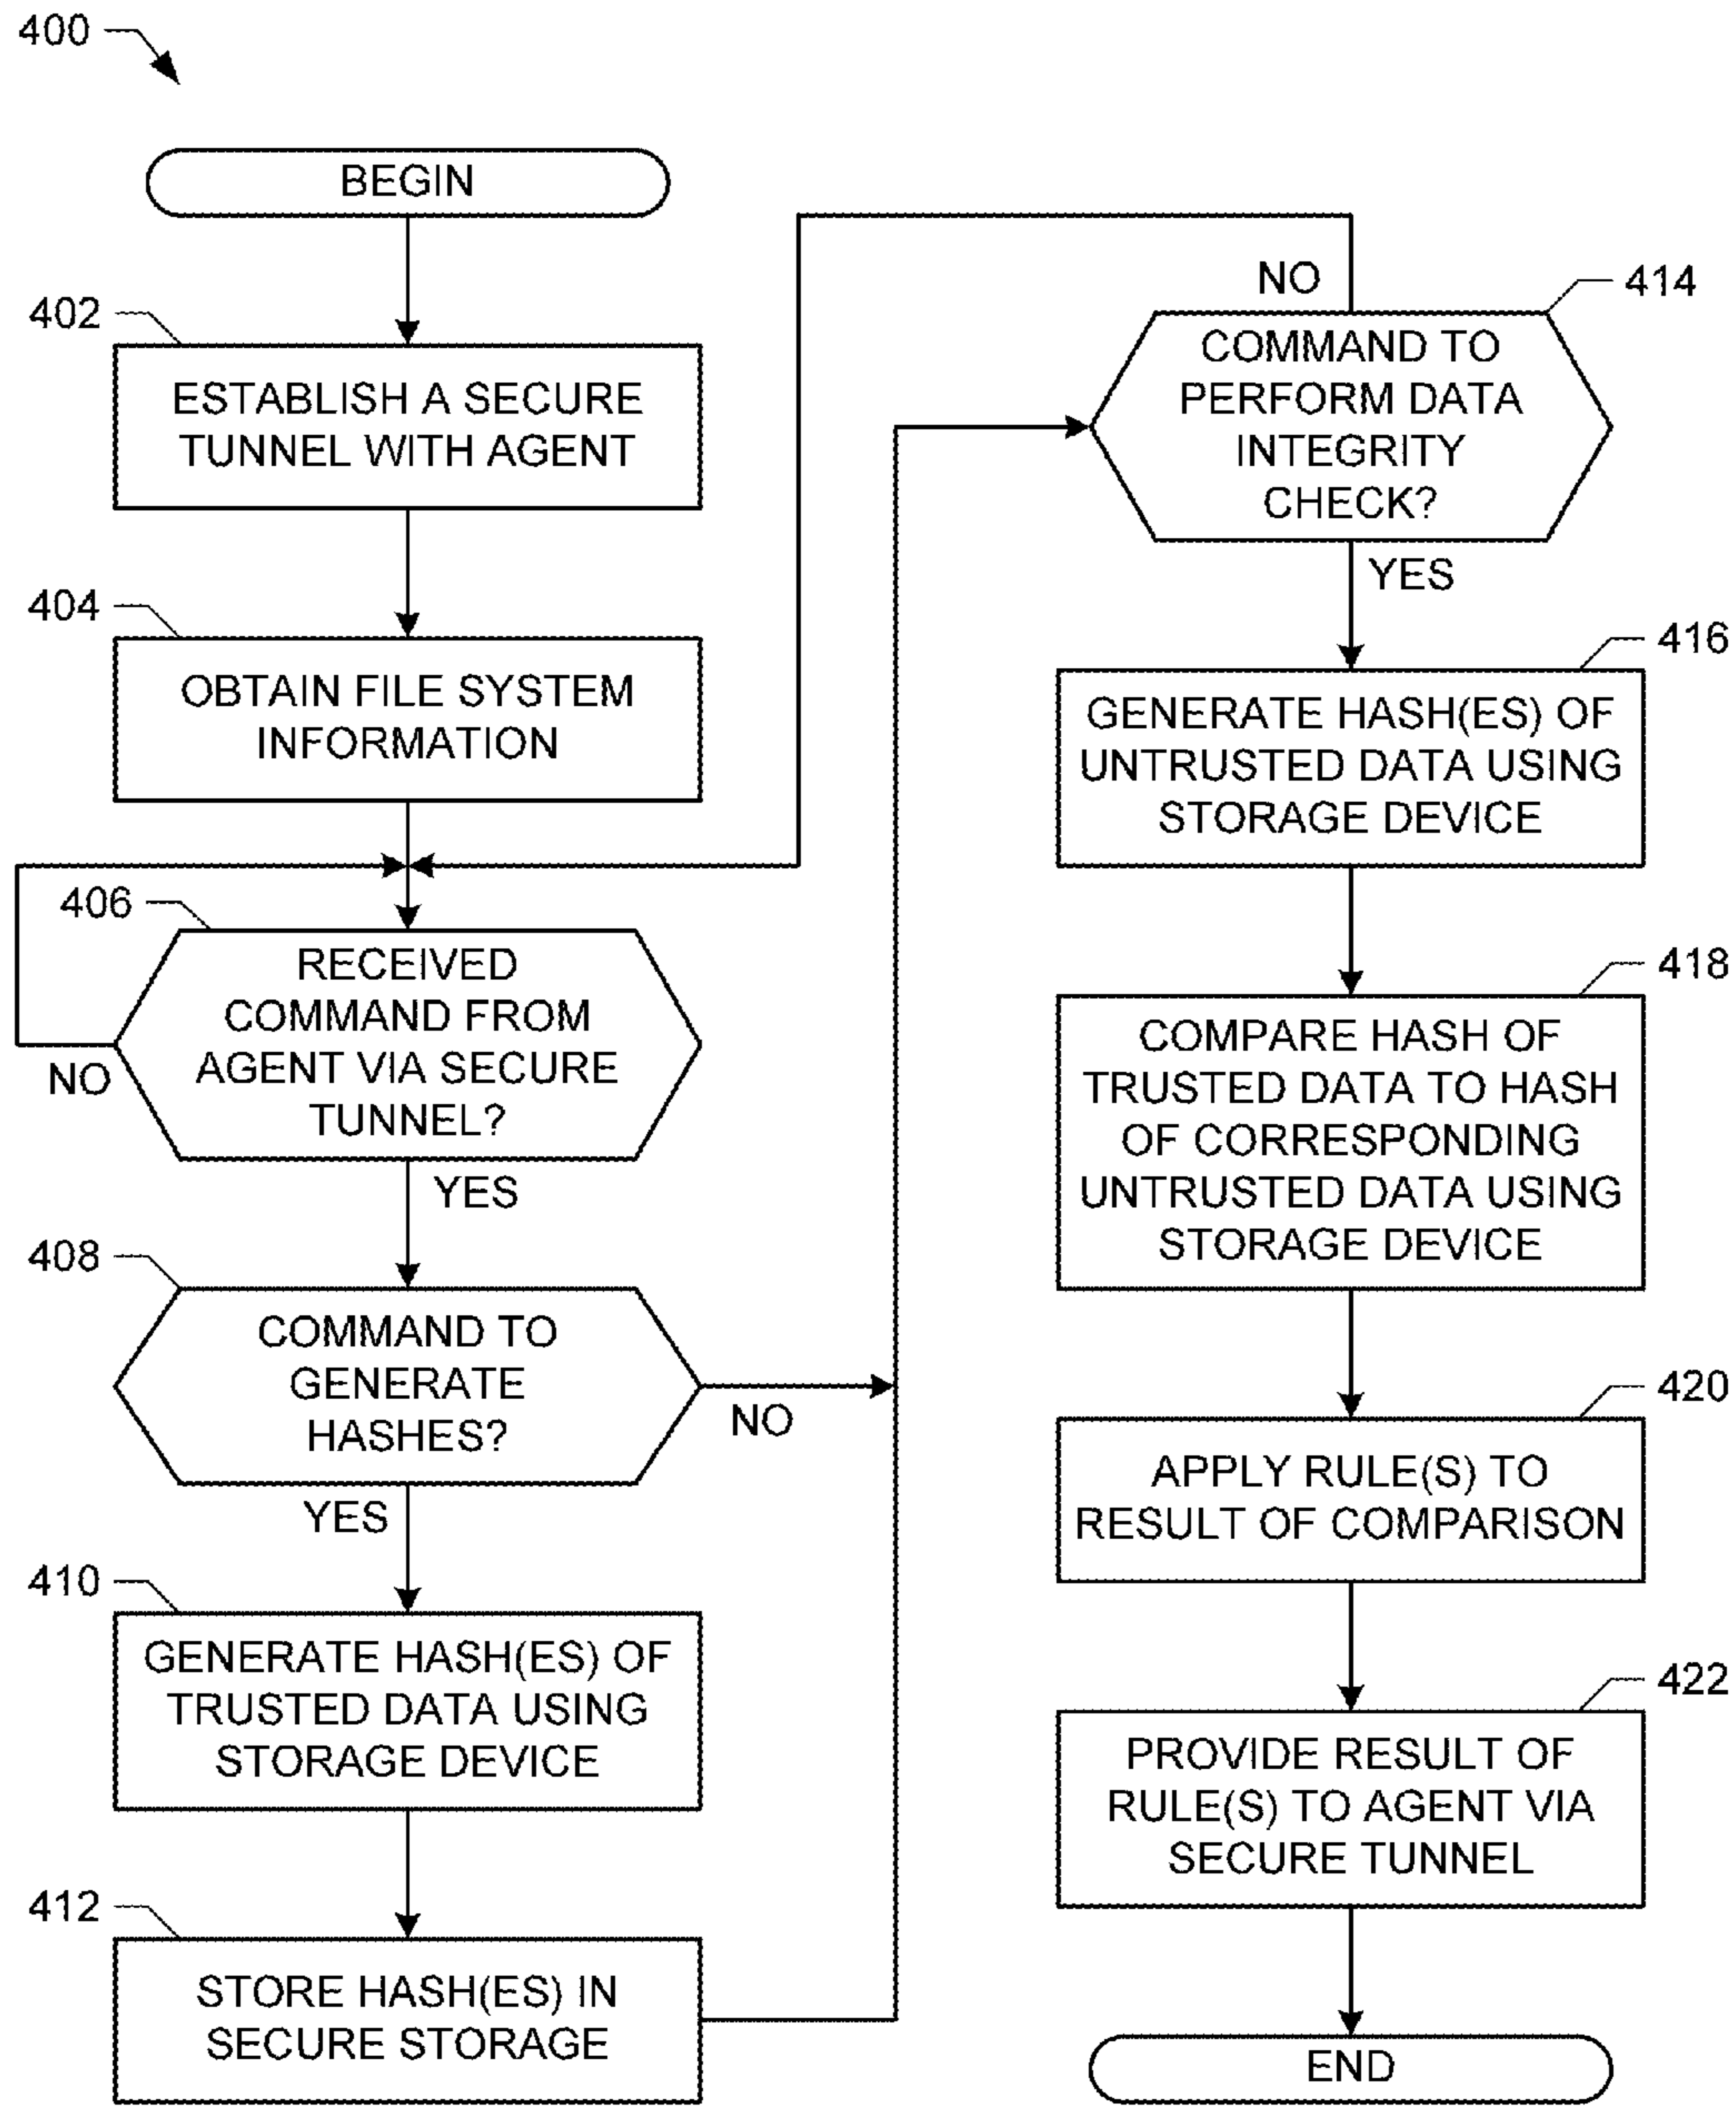 400
BEGIN
402
ESTABLISH A SECURE
TUNNEL WITH AGENT
404
OBTAIN FILE SYSTEM
INFORMATION
406
RECEIVED
COMMAND FROM
AGENT VIA SECURE
TUNNEL?
NO
YES
408
COMMAND TO
GENERATE
HASHES?
NO
YES
410
GENERATE HASH(ES) OF
TRUSTED DATA USING
STORAGE DEVICE
412
STORE HASH(ES) IN
SECURE STORAGE
NO
414
COMMAND TO
PERFORM DATA
INTEGRITY
CHECK?
YES
416
GENERATE HASH(ES) OF
UNTRUSTED DATA USING
STORAGE DEVICE
418
COMPARE HASH OF
TRUSTED DATA TO HASH
OF CORRESPONDING
UNTRUSTED DATA USING
STORAGE DEVICE
420
APPLY RULE(S) TO
RESULT OF COMPARISON
422
PROVIDE RESULT OF
RULE(S) TO AGENT VIA
SECURE TUNNEL
END